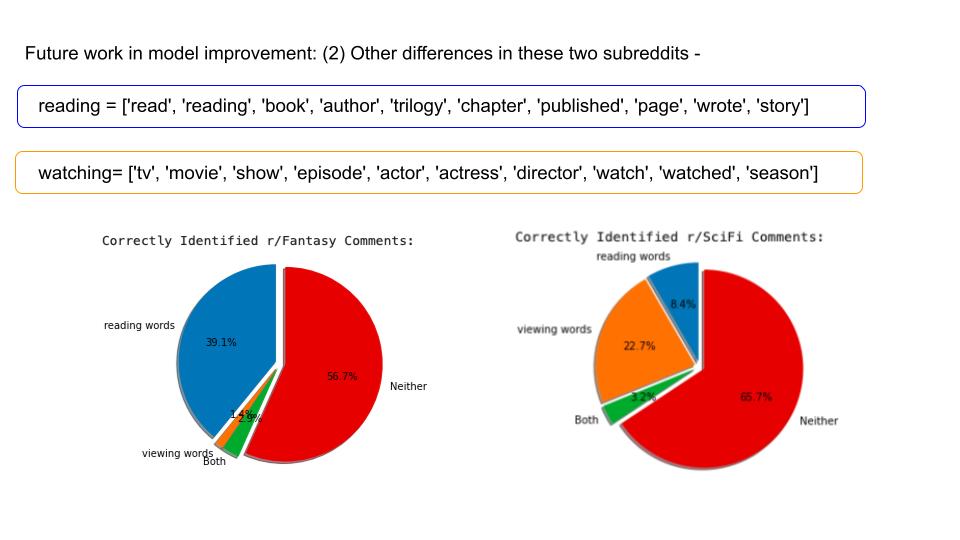 Future work in model improvement: (2) Other differences in these two subreddits -
reading = ['read', 'reading', 'book', 'author', 'trilogy', 'chapter', 'published', 'page', 'wrote', 'story']
watching= ['tv', 'movie', 'show', 'episode', 'actor', 'actress', 'director', 'watch', 'watched', 'season']
Correctly Identified r/Fantasy Comments:
reading words
39.1%
56.7%
Neither
1.4%
2.9%
viewing words
Both
Correctly Identified r/SciFi Comments:
reading words
8.4%
viewing words
22.7%
3.2%
65.7%
Both
Neither